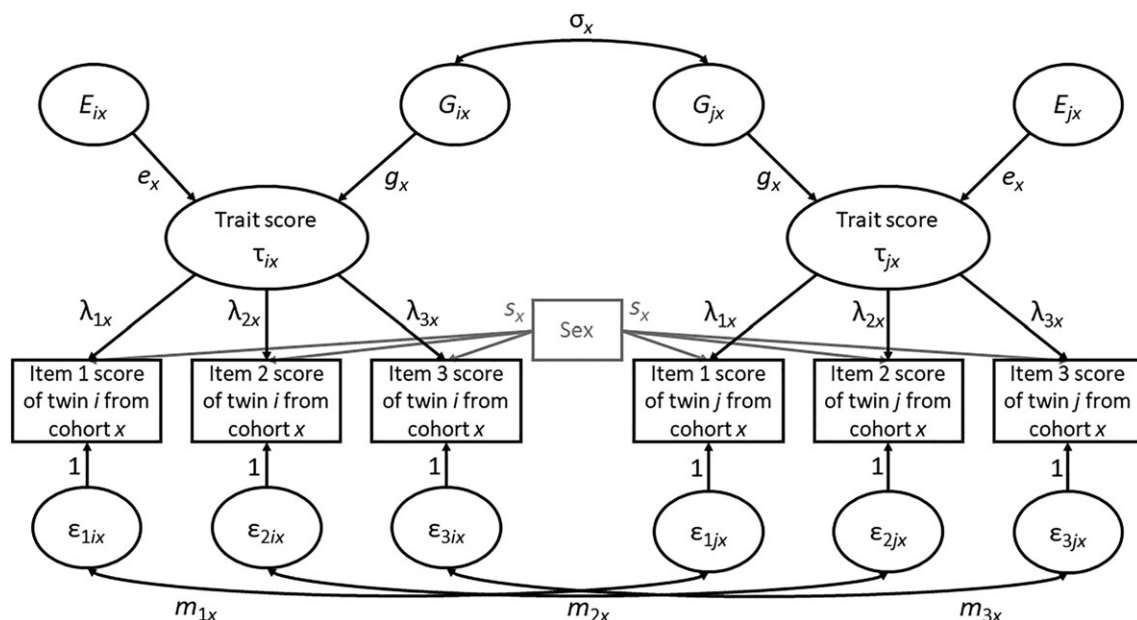 σx
Eix
Gix
Gjx
Ejx
ex
gx
gx
ex
Trait score
τix
Trait score
τjx
λ1x
λ2x
λ3x
sx
Sex
sx
λ1x
λ2x
λ3x
Item 1 score
of twin i from
cohort x
Item 2 score
of twin i from
cohort x
Item 3 score
of twin i from
cohort x
Item 1 score
of twin j from
cohort x
Item 2 score
of twin j from
cohort x
Item 3 score
of twin j from
cohort x
1
1
1
1
1
1
ε1ix
ε2ix
ε3ix
ε1jx
ε2jx
ε3jx
m1x
m2x
m3x